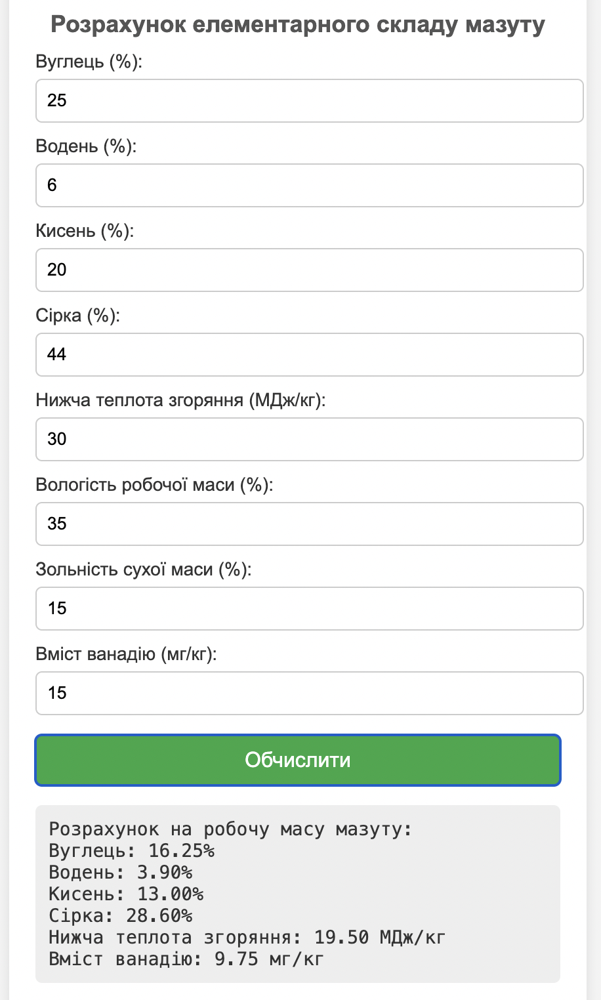 Розрахунок елементарного складу мазуту
Вуглець (%):
25
Водень (%):
6
Кисень (%):
20
Сірка (%):
44
Нижча теплота згоряння (МДж/кг):
30
Вологість робочої маси (%):
35
Зольність сухої маси (%):
15
Вміст ванадію (мг/кг):
15
Обчислити
Розрахунок на робочу масу мазуту:
Вуглець: 16.25%
Водень: 3.90%
Кисень: 13.00%
Сірка: 28.60%
Нижча теплота згоряння: 19.50 МДж/кг
Вміст ванадію: 9.75 мг/кг